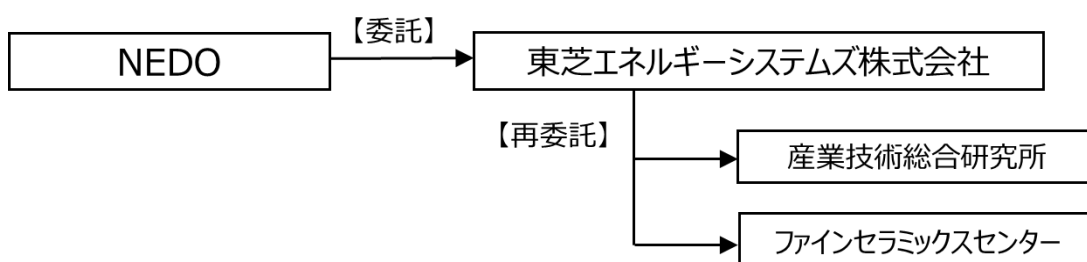 【委託】
NEDO
東芝エネルギーシステムズ株式会社
【再委託】
産業技術総合研究所
ファインセラミックスセンター